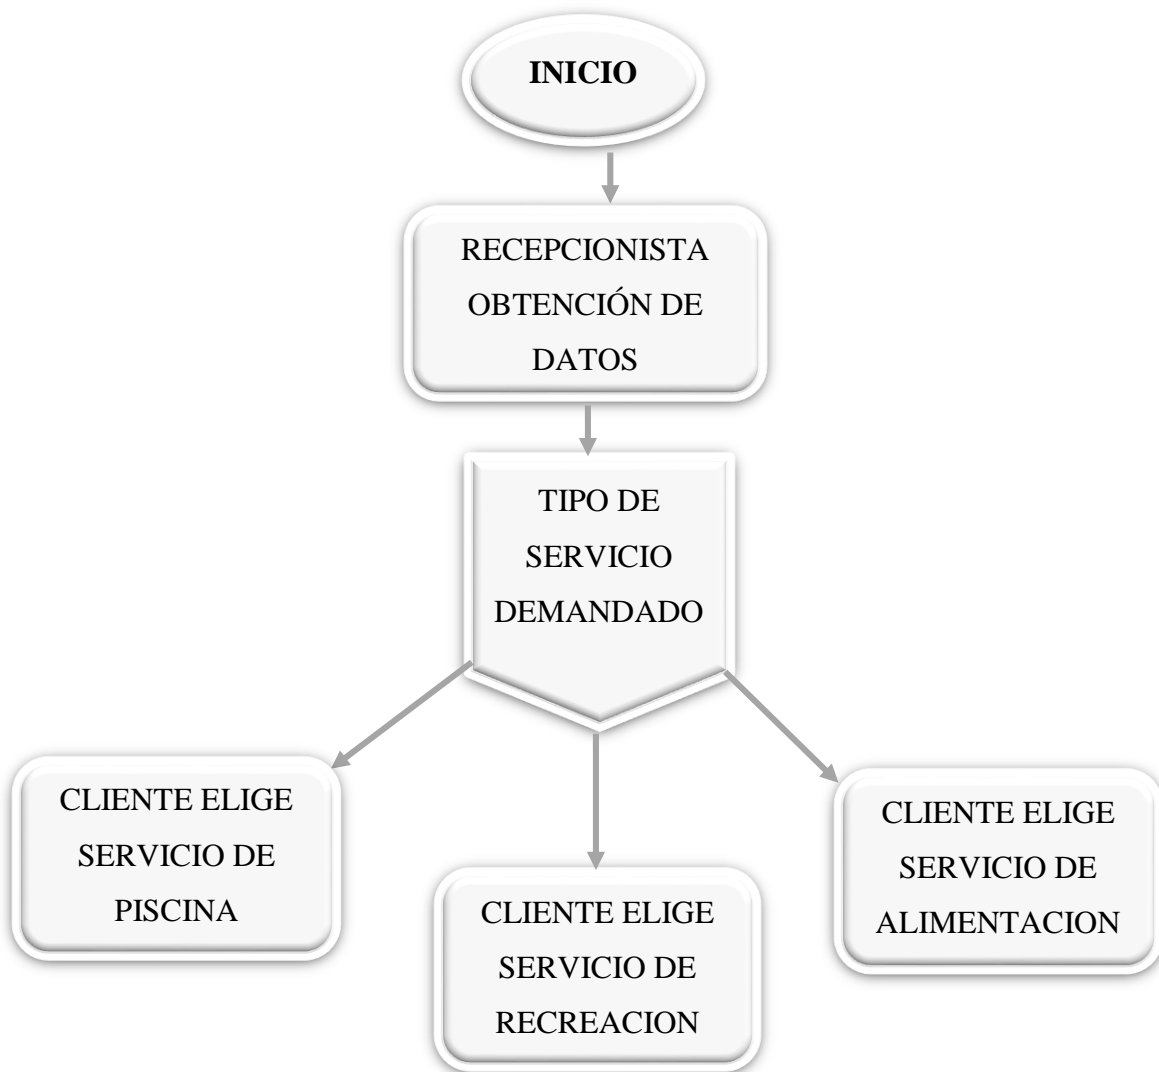 INICIO
RECEPCIONISTA
OBTENCIÓN DE
DATOS
TIPO DE
SERVICIO
DEMANDADO
CLIENTE ELIGE
SERVICIO DE
PISCINA
CLIENTE ELIGE
SERVICIO DE
RECREACION
CLIENTE ELIGE
SERVICIO DE
ALIMENTACION